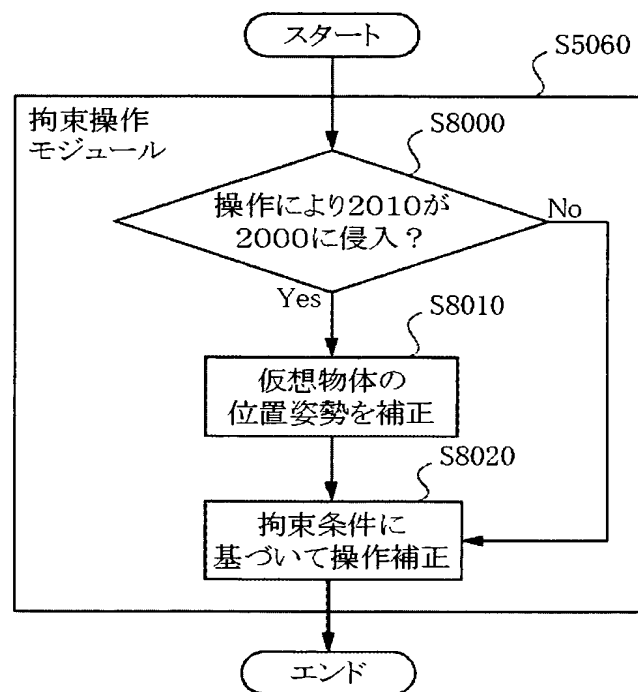 スタート
S5060
拘束操作
モジュール
S8000
操作により2010が
2000に侵入？
No
Yes
S8010
仮想物体の
位置姿勢を補正
S8020
拘束条件に
基づいて操作補正
エンド